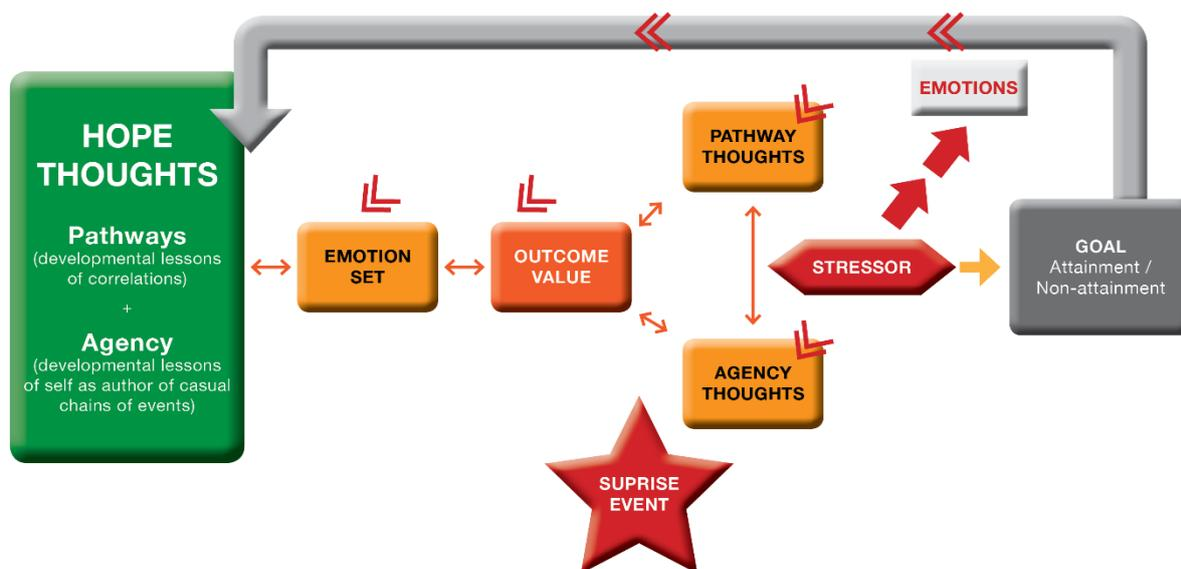 HOPE
THOUGHTS
Pathways
(developmental lessons
of correlations)
+
Agency
(developmental lessons
of self as author of casual
chains of events)
EMOTION
SET
OUTCOME
VALUE
PATHWAY
THOUGHTS
AGENCY
THOUGHTS
SUPRISE
EVENT
STRESSOR
EMOTIONS
GOAL
Attainment /
Non-attainment